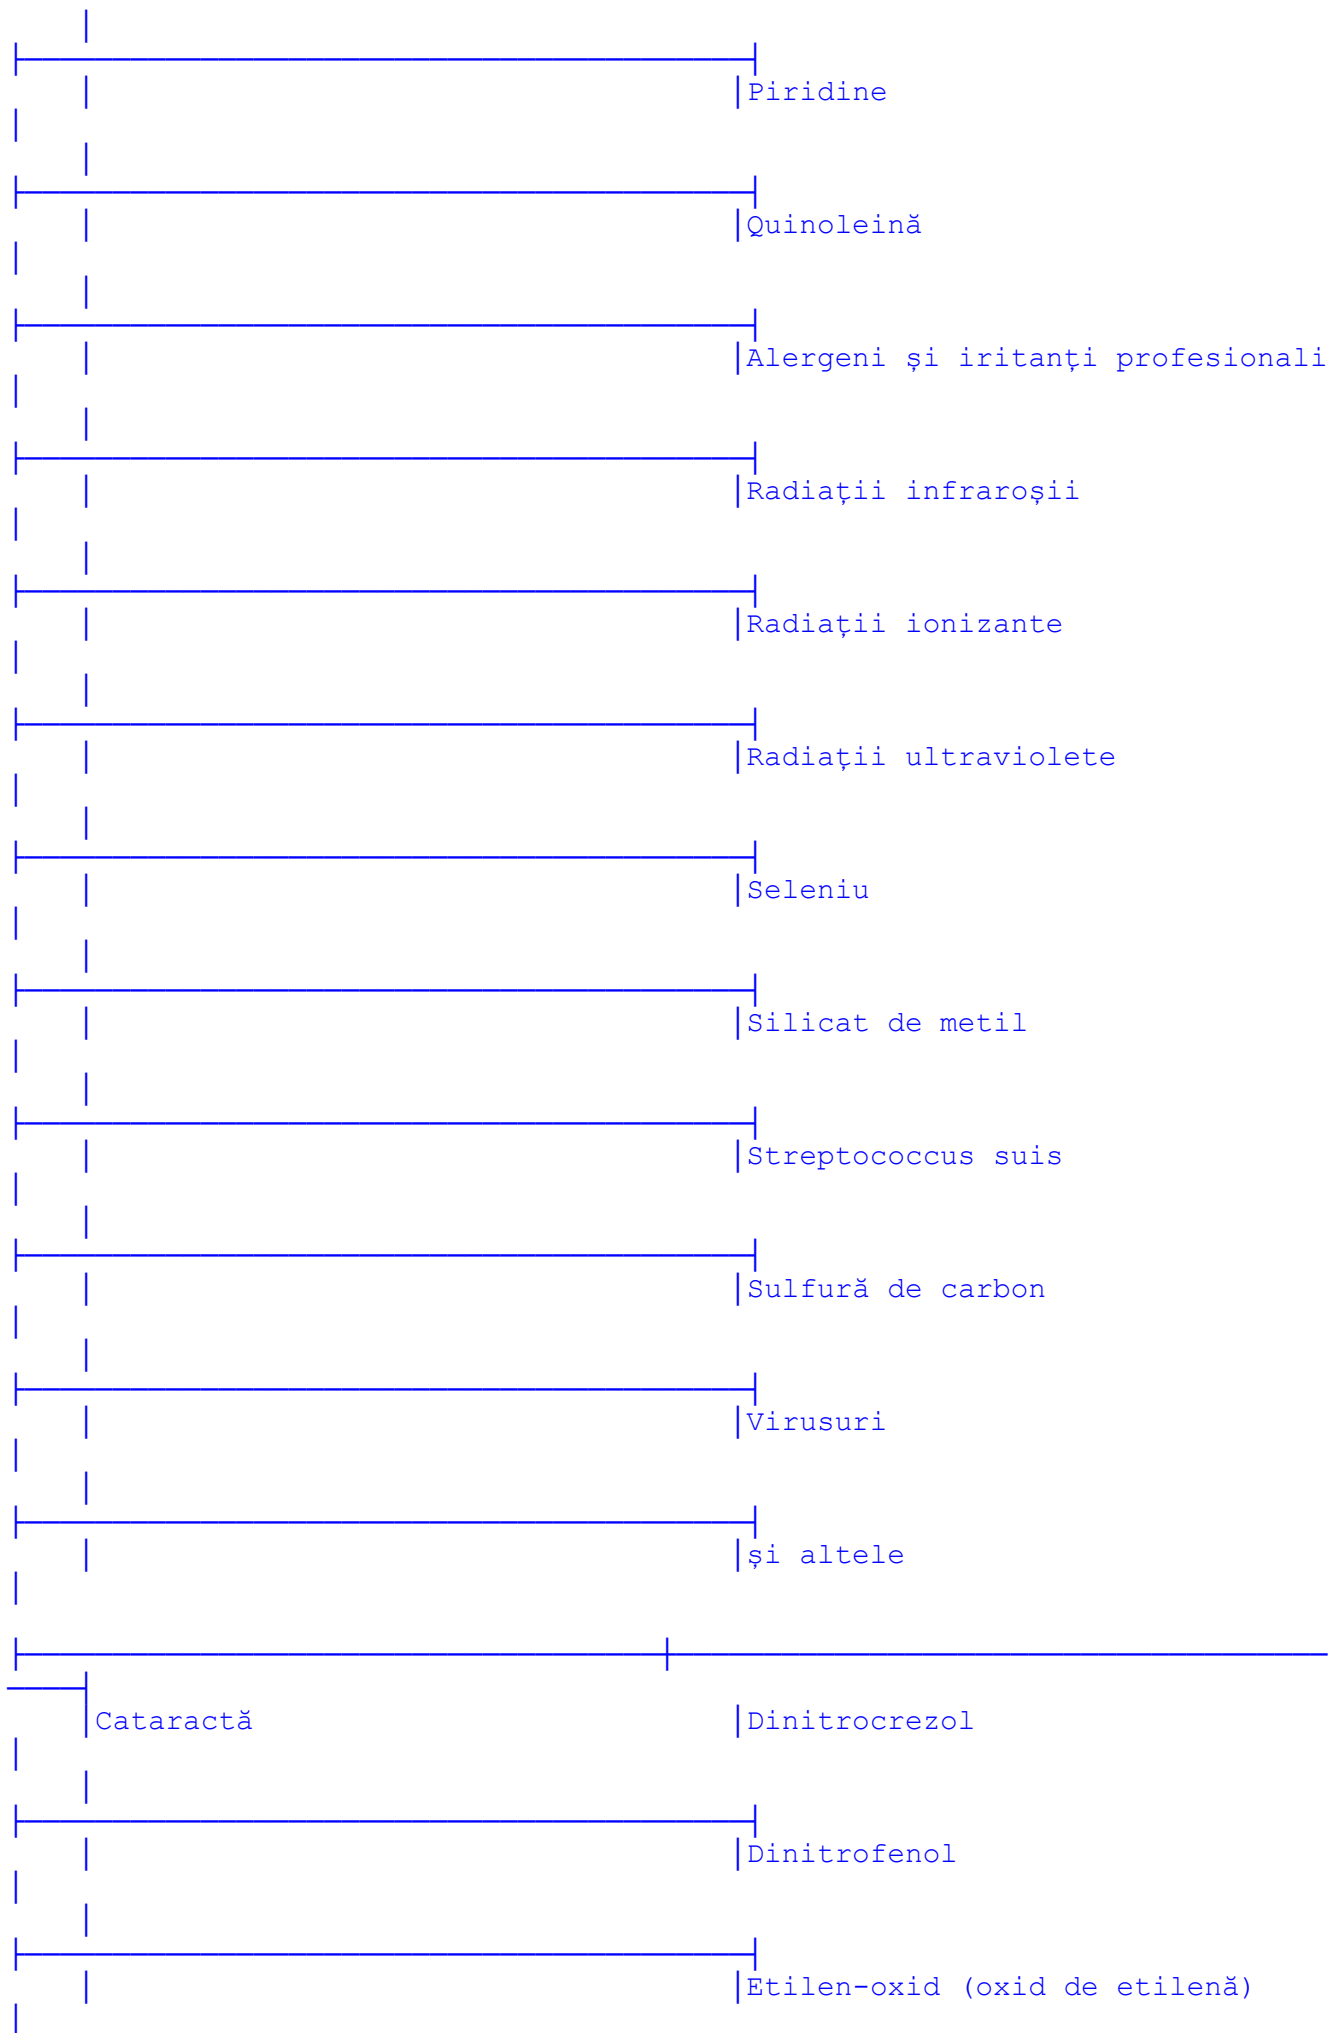 Piridine
Quinoleină
Alergeni și iritanți profesionali
Radiații infraroșii
Radiații ionizante
Radiații ultraviolete
Seleniu
Silicat de metil
Streptococcus suis
Sulfură de carbon
Virusuri
și altele
Cataractă Dinitrocrezol
Dinitrofenol
Etilen-oxid (oxid de etilenă)